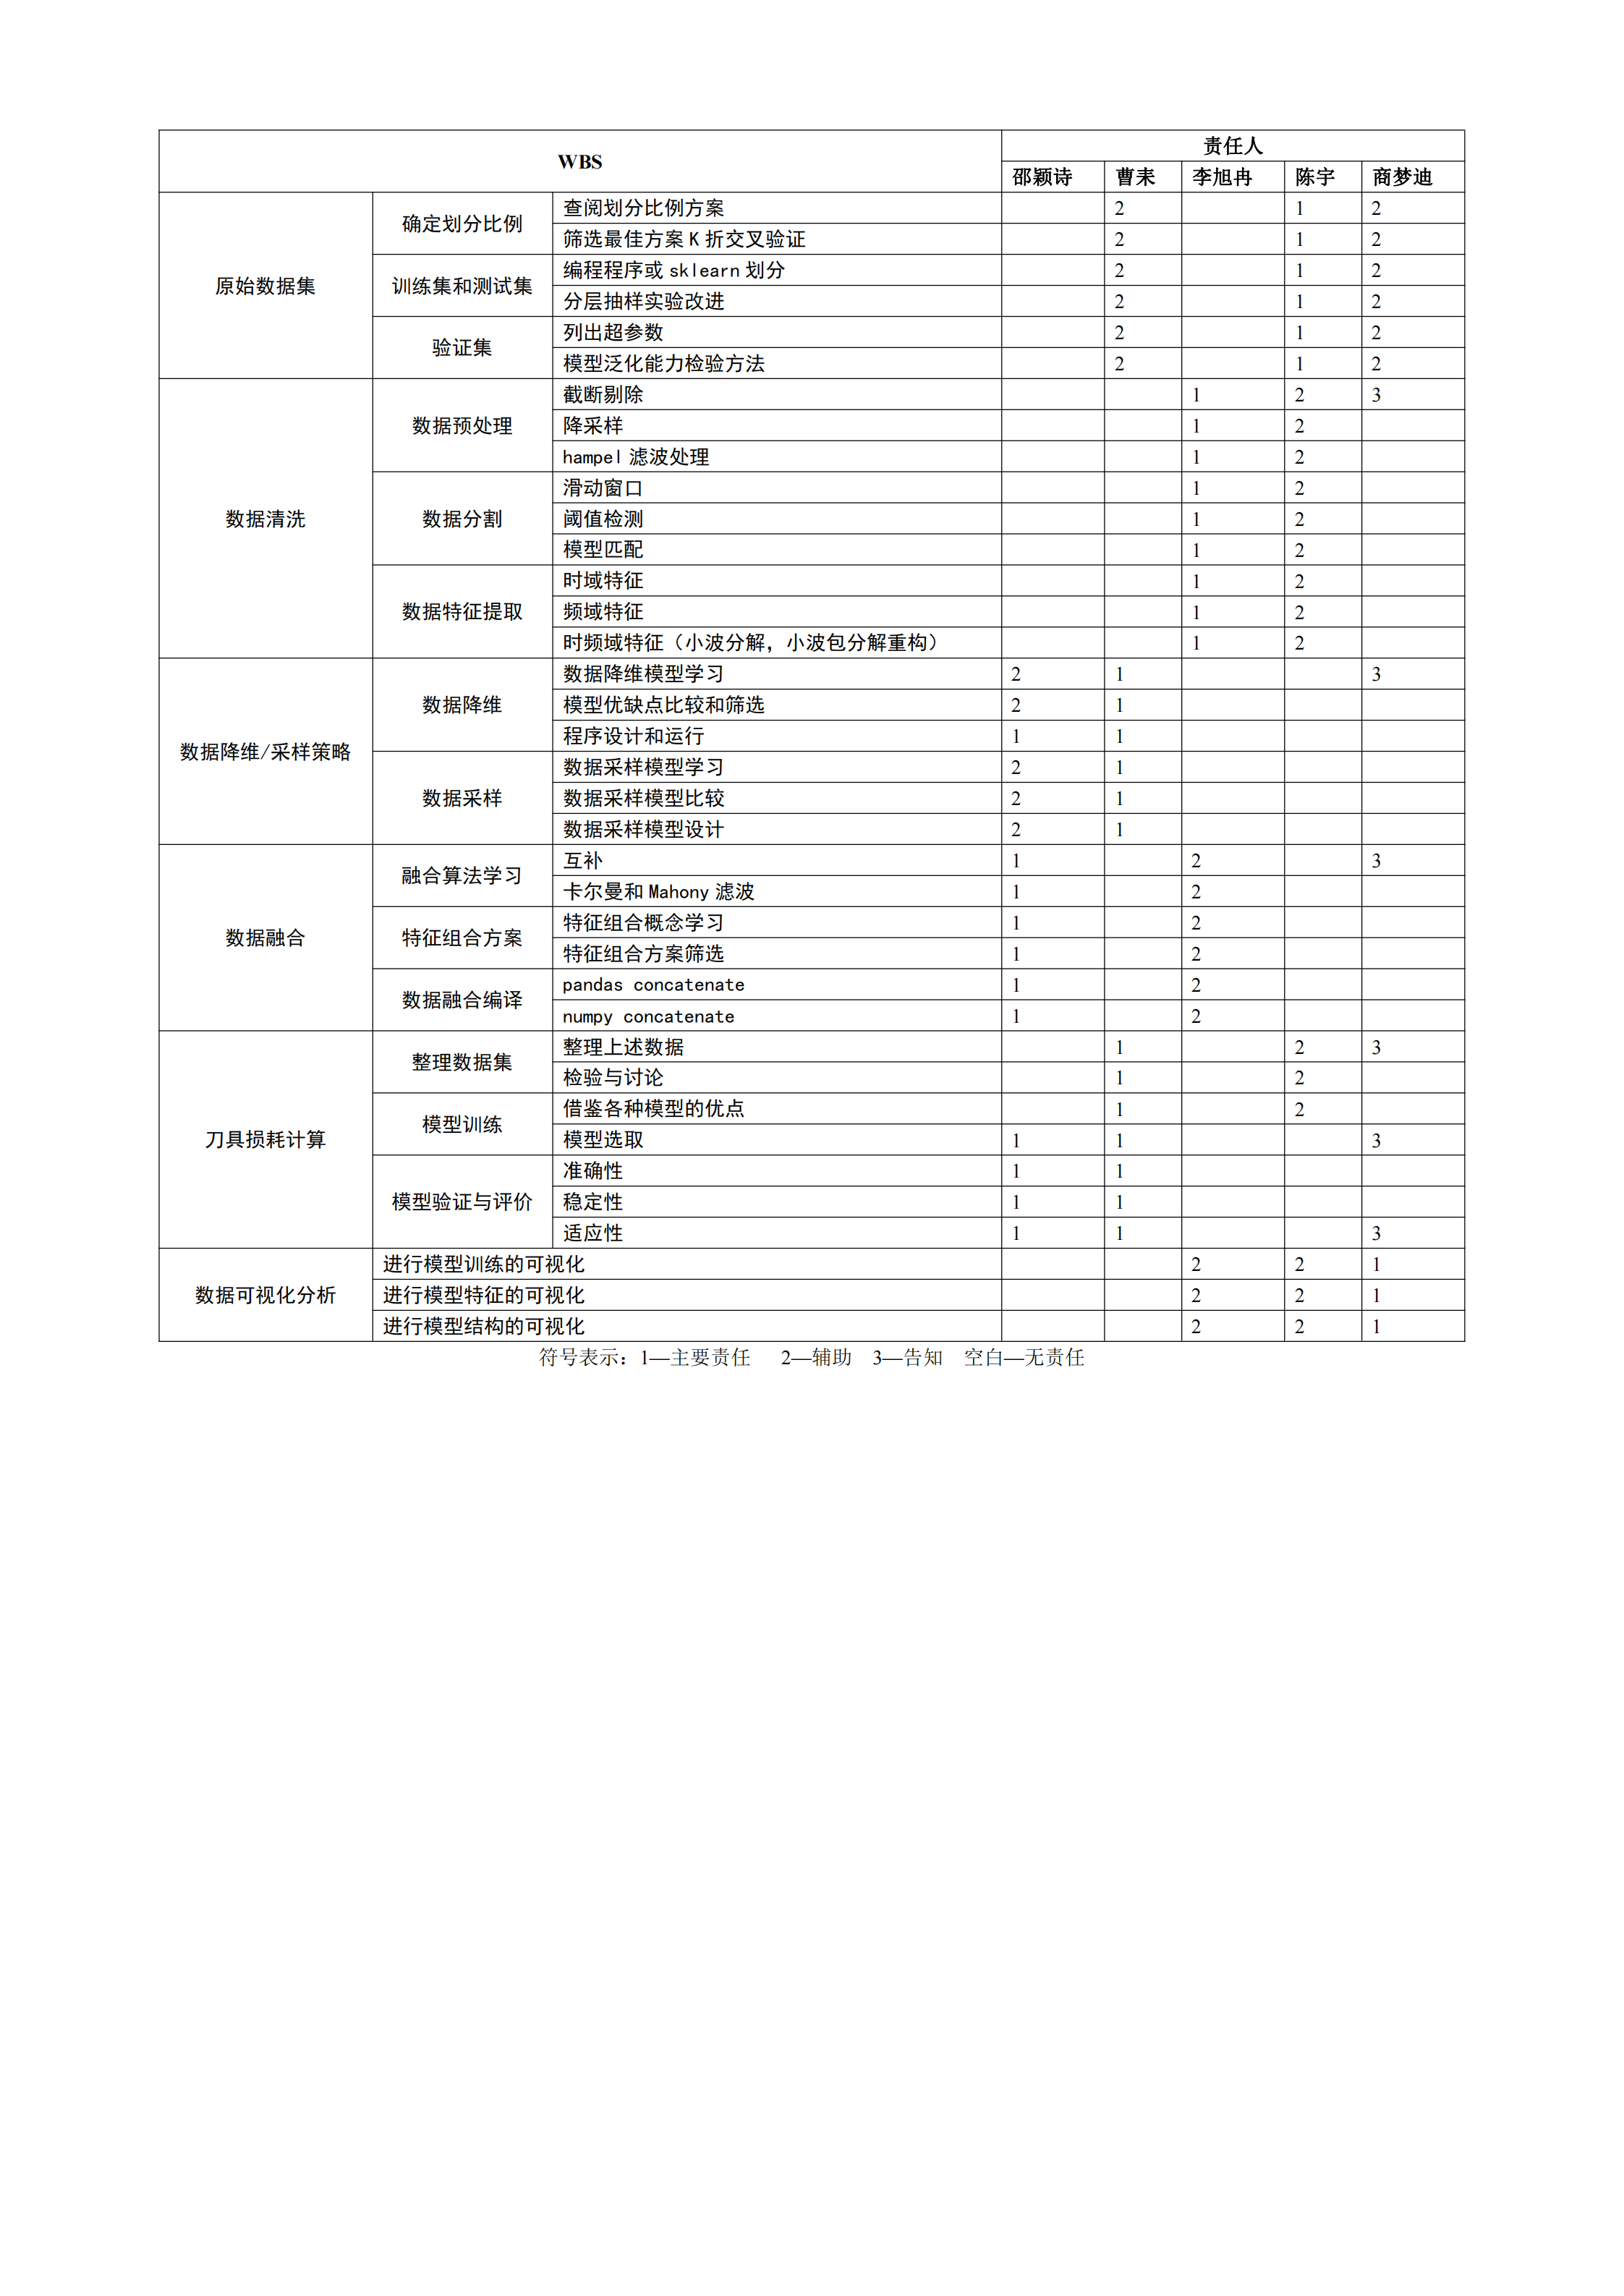 WBS 责任人
邵颖诗 曹耒 李旭冉 陈宇 商梦迪
原始数据集 确定划分比例 查阅划分比例方案 2 1 2
筛选最佳方案 K 折交叉验证 2 1 2
训练集和测试集 编程程序或 sklearn 划分 2 1 2
分层抽样实验改进 2 1 2
验证集 列出超参数 2 1 2
模型泛化能力检验方法 2 1 2
数据清洗 数据预处理 截断剔除 1 2 3
降采样 1 2
hampel 滤波处理 1 2
数据分割 滑动窗口 1 2
阈值检测 1 2
模型匹配 1 2
数据特征提取 时域特征 1 2
频域特征 1 2
时频域特征（小波分解，小波包分解重构） 1 2
数据降维/采样策略 数据降维 数据降维模型学习 2 1 3
模型优缺点比较和筛选 2 1
程序设计和运行 1 1
数据采样 数据采样模型学习 2 1
数据采样模型比较 2 1
数据采样模型设计 2 1
数据融合 融合算法学习 互补 1 2 3
卡尔曼和 Mahony 滤波 1 2
特征组合方案 特征组合概念学习 1 2
特征组合方案筛选 1 2
数据融合编译 pandas concatenate 1 2
numpy concatenate 1 2
刀具损耗计算 整理数据集 整理上述数据 1 2 3
检验与讨论 1 2
模型训练 借鉴各种模型的优点 1 2
模型选取 1 1 3
模型验证与评价 准确性 1 1
稳定性 1 1
适应性 1 1 3
数据可视化分析 进行模型训练的可视化 2 2 1
进行模型特征的可视化 2 2 1
进行模型结构的可视化 2 2 1
符号表示：1—主要责任 2—辅助 3—告知 空白—无责任